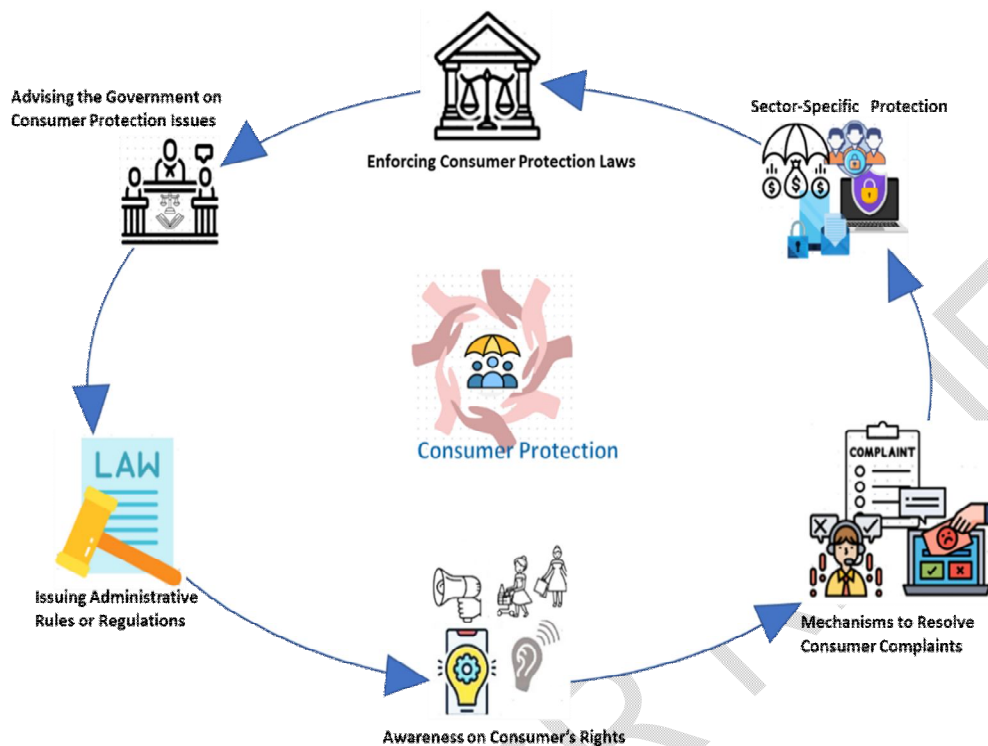 Advising the Government on
Consumer Protection Issues
Enforcing Consumer Protection Laws
Sector-Specific Protection
Consumer Protection
LAW
Issuing Administrative
Rules or Regulations
COMPLAINT
Mechanisms to Resolve
Consumer Complaints
Awareness on Consumer's Rights